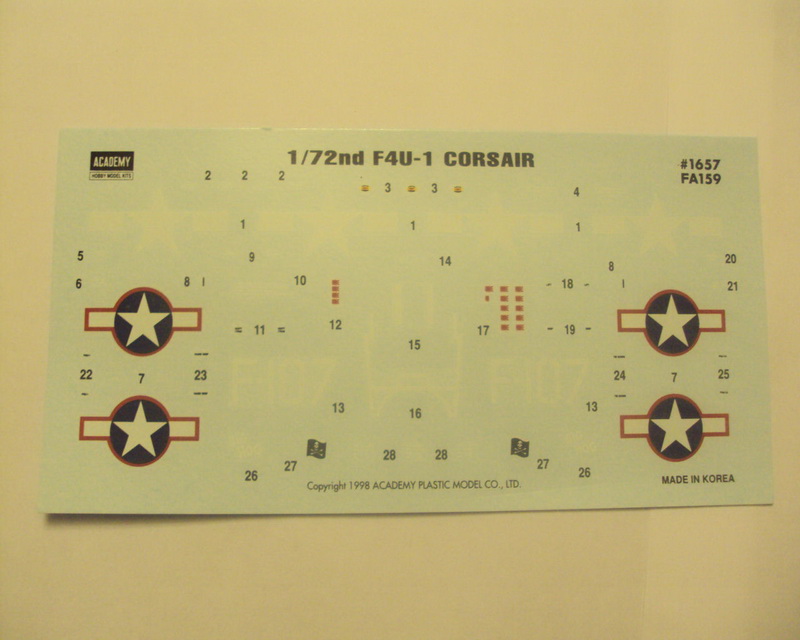 ACADEMY
HOBBY MODEL KITS
1/72nd F4U-1 CORSAIR
#1657
FA159
2 2 2
3 3
4
1 1 1
5 9 14 8 20
6 8 10 18 21
11 12 17 19
15
22 7 23 24 7 25
13 16 13
28 28
26 27 27 26
Copyright 1998 ACADEMY PLASTIC MODEL CO., LTD.
MADE IN KOREA